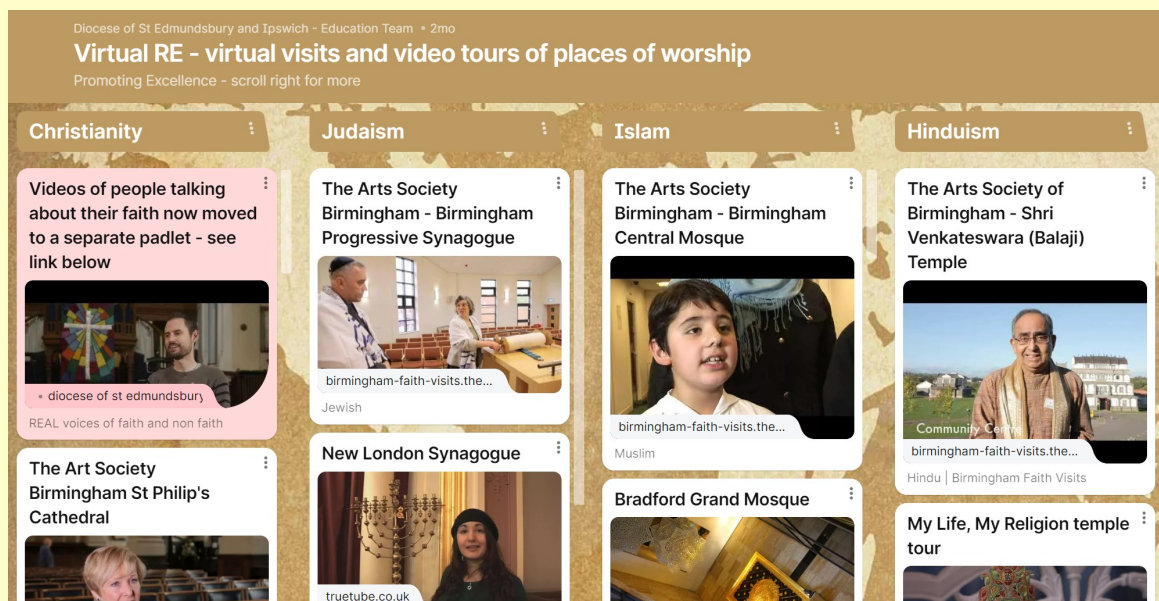 Diocese of St Edmundsbury and Ipswich - Education Team • 2mo
Virtual RE - virtual visits and video tours of places of worship
Promoting Excellence - scroll right for more
Christianity
Videos of people talking
about their faith now moved
to a separate padlet - see
link below
diocese of st edmundsbury
REAL voices of faith and non faith
The Art Society
Birmingham St Philip's
Cathedral
Judaism
The Arts Society
Birmingham - Birmingham
Progressive Synagogue
birmingham-faith-visits.the...
Jewish
New London Synagogue
truetube.co.uk
Islam
The Arts Society
Birmingham - Birmingham
Central Mosque
birmingham-faith-visits.the...
Muslim
Bradford Grand Mosque
Hinduism
The Arts Society of
Birmingham - Shri
Venkateswara (Balaji)
Temple
Community Centre
birmingham-faith-visits.the...
Hindu | Birmingham Faith Visits
My Life, My Religion temple
tour